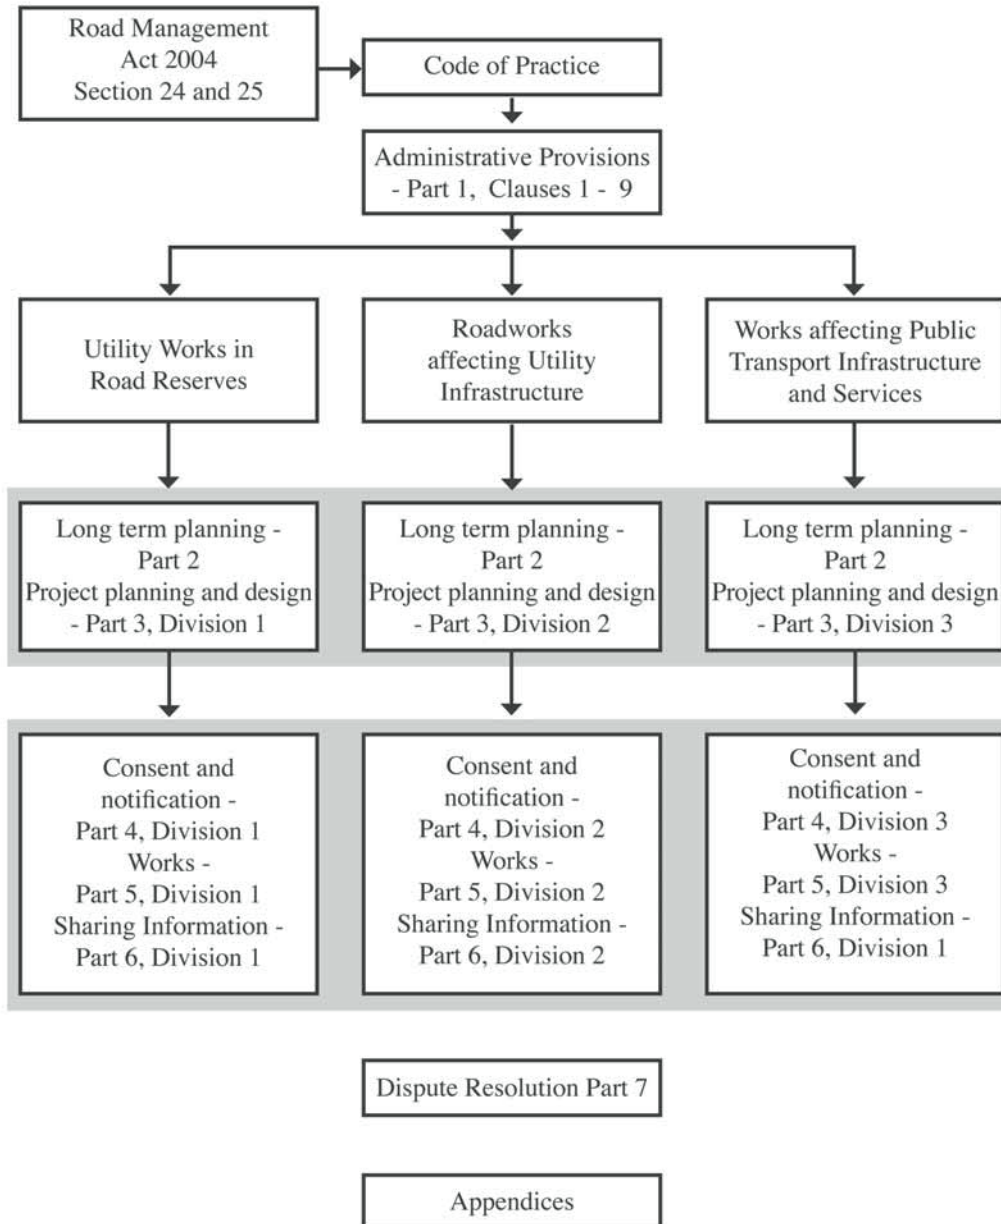 Road Management
Act 2004
Section 24 and 25
Code of Practice
Administrative Provisions
- Part 1, Clauses 1 - 9
Utility Works in
Road Reserves
Roadworks
affecting Utility
Infrastructure
Works affecting Public
Transport Infrastructure
and Services
Long term planning -
Part 2
Project planning and design
- Part 3, Division 1
Long term planning -
Part 2
Project planning and design
- Part 3, Division 2
Long term planning -
Part 2
Project planning and design
- Part 3, Division 3
Consent and
notification -
Part 4, Division 1
Works -
Part 5, Division 1
Sharing Information -
Part 6, Division 1
Consent and
notification -
Part 4, Division 2
Works -
Part 5, Division 2
Sharing Information -
Part 6, Division 2
Consent and
notification -
Part 4, Division 3
Works -
Part 5, Division 3
Sharing Information -
Part 6, Division 1
Dispute Resolution Part 7
Appendices